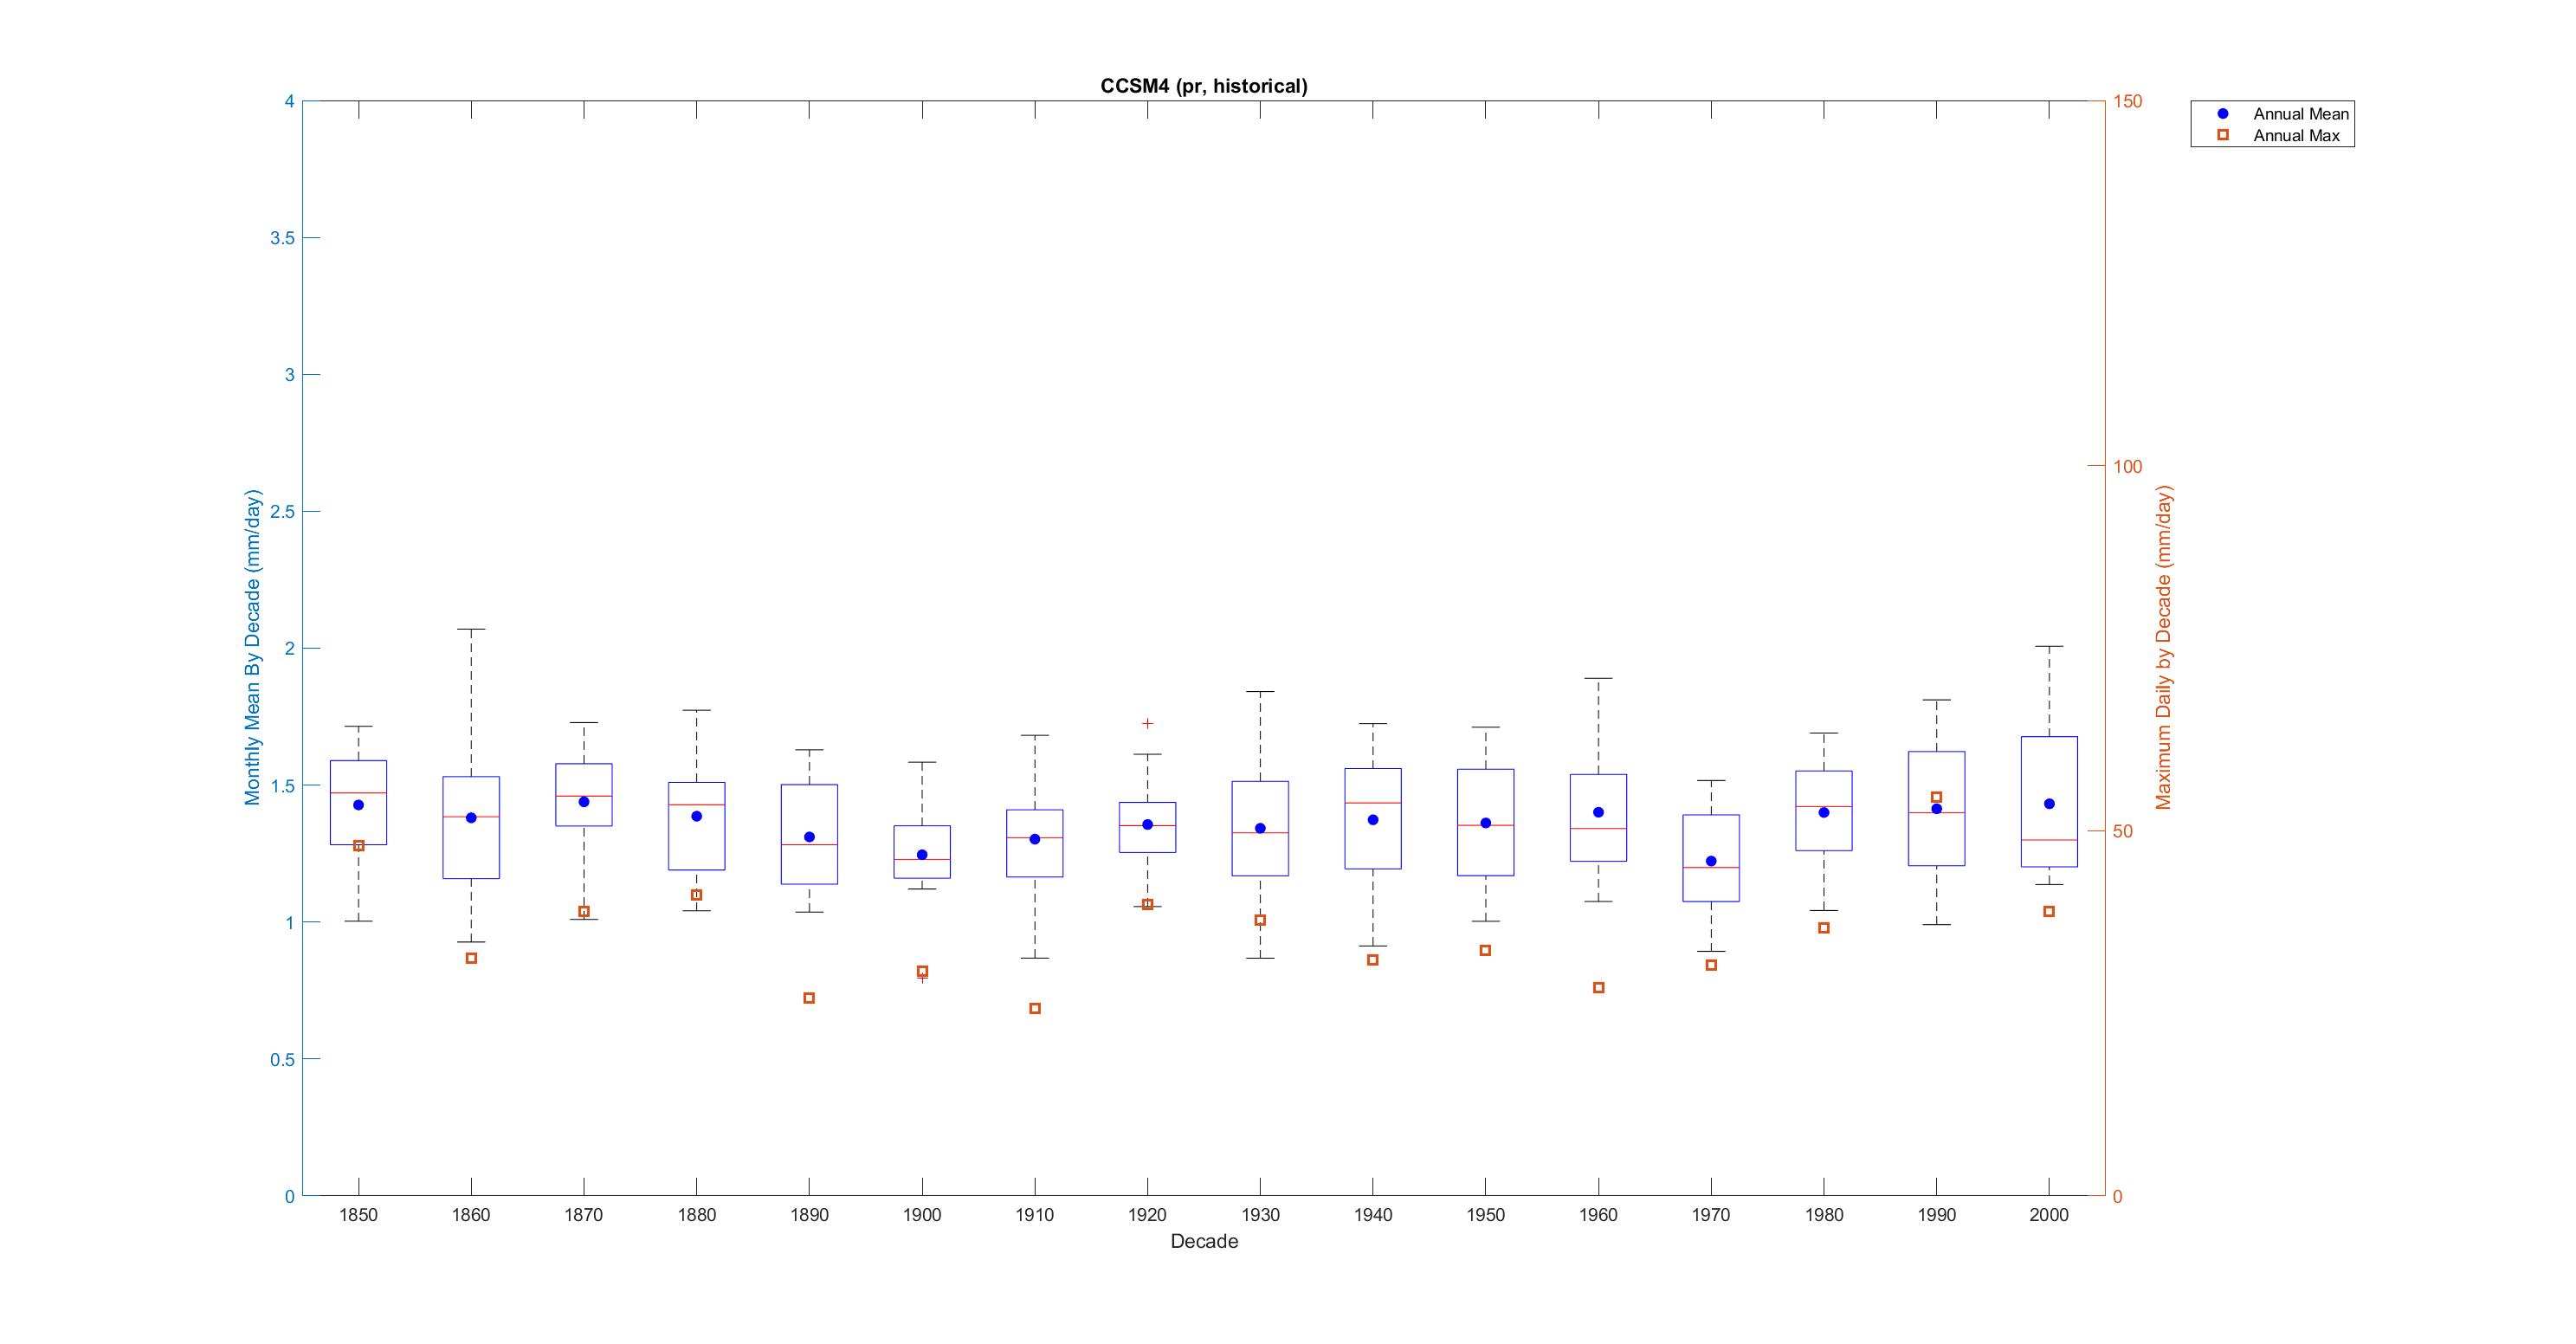 CCSM4 (pr, historical)
Annual Mean
Annual Max
4
3.5
3
2.5
2
1.5
1
0.5
0
Monthly Mean By Decade (mm/day)
150
100
50
0
Maximum Daily by Decade (mm/day)
1850 1860 1870 1880 1890 1900 1910 1920 1930 1940 1950 1960 1970 1980 1990 2000
Decade